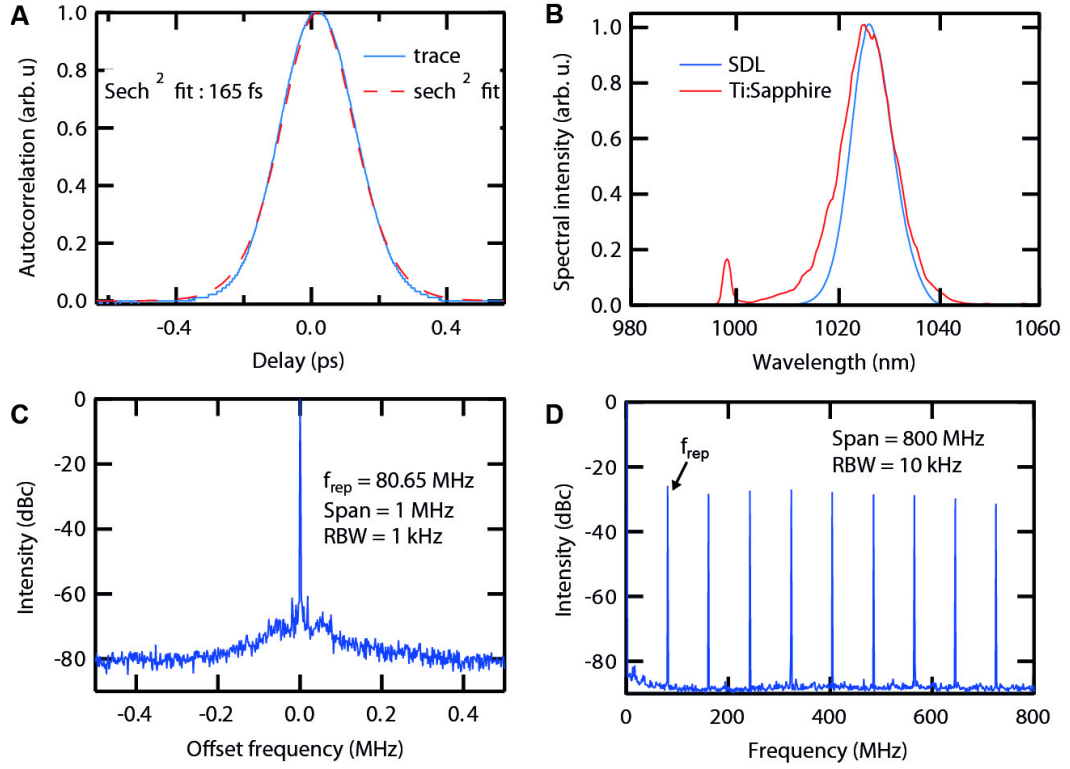 A
1.0
0.8
0.6
0.4
0.2
0.0
Autocorrelation (arb. u)
trace
Sech 2 fit : 165 fs
sech 2 fit
-0.4
0.0
0.4
Delay (ps)
B
1.0
0.8
0.6
0.4
0.2
0.0
Spectral intensity (arb. u.)
SDL
Ti:Sapphire
980
1000
1020
1040
1060
Wavelength (nm)
C
0
-20
-40
-60
-80
Intensity (dBc)
frep = 80.65 MHz
Span = 1 MHz
RBW = 1 kHz
-0.4
-0.2
0.0
0.2
0.4
Offset frequency (MHz)
D
0
-20
-40
-60
-80
Intensity (dBc)
frep
Span = 800 MHz
RBW = 10 kHz
0
200
400
600
800
Frequency (MHz)